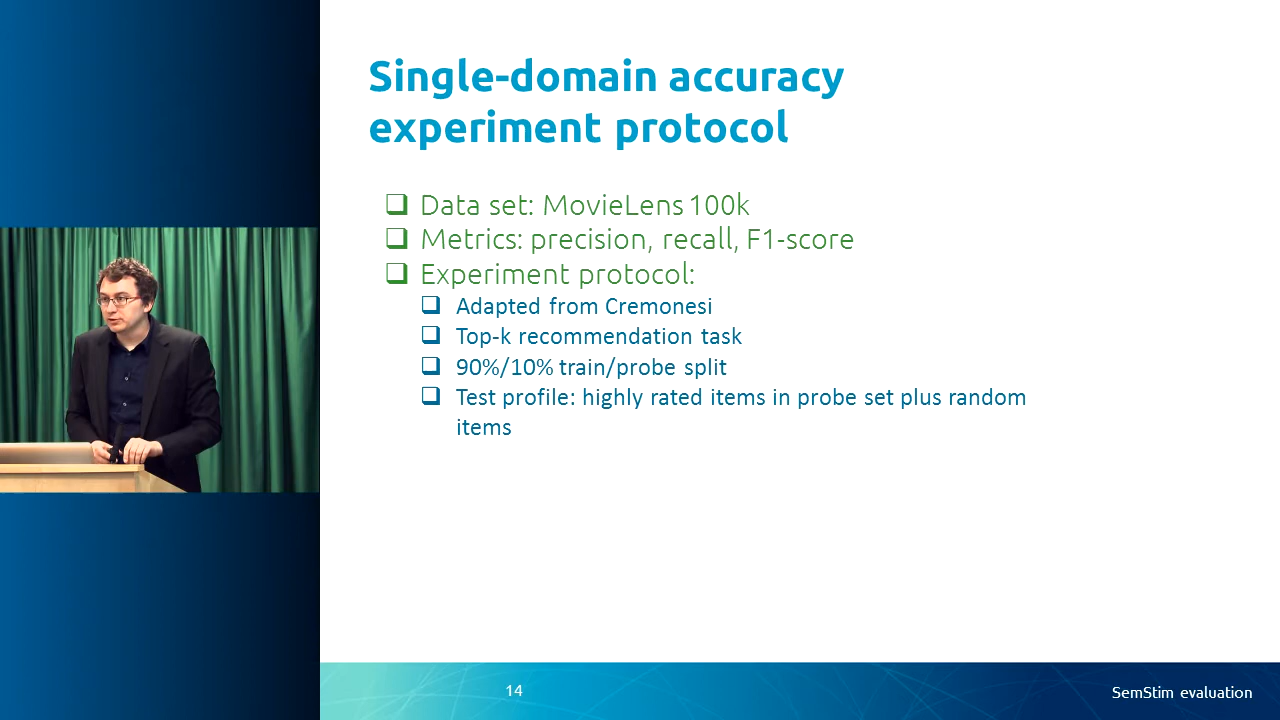 Single-domain accuracy
experiment protocol
❑ Data set: MovieLens 100k
❑ Metrics: precision, recall, F1-score
❑ Experiment protocol:
❑ Adapted from Cremonesi
❑ Top-k recommendation task
❑ 90%/10% train/probe split
❑ Test profile: highly rated items in probe set plus random
items
14
SemStim evaluation